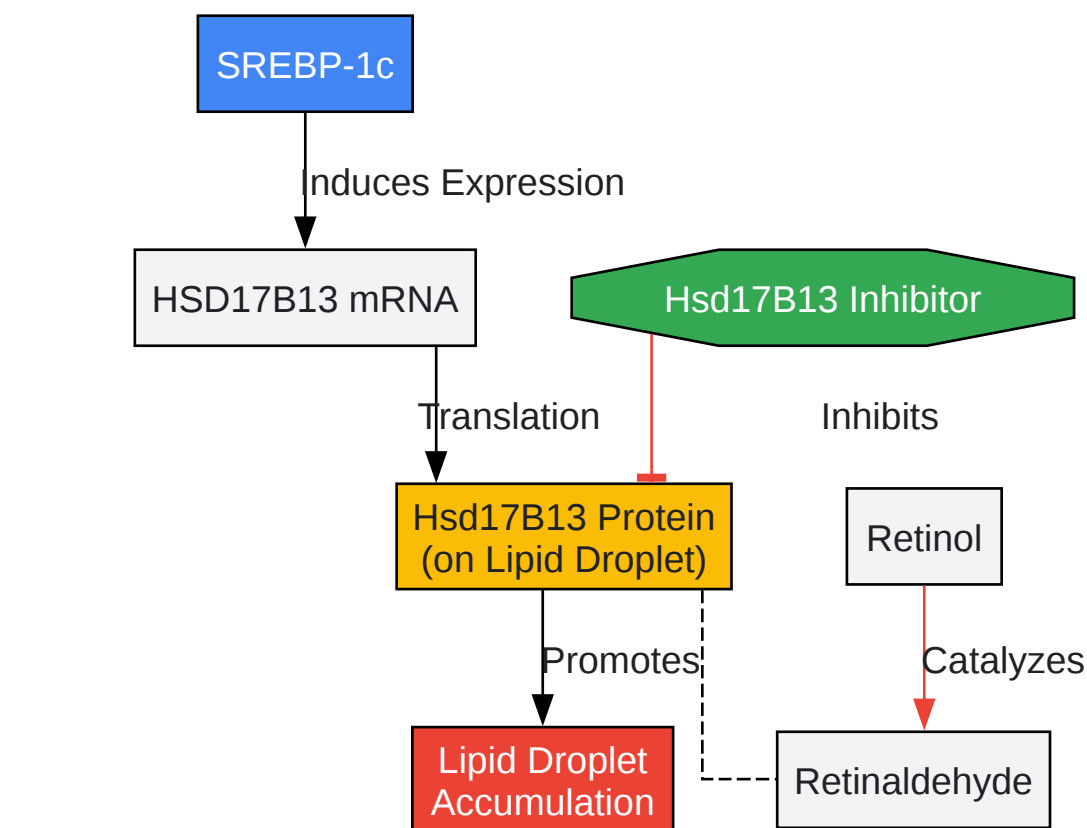 SREBP-1c
Induces Expression
HSD17B13 mRNA
Hsd17B13 Inhibitor
Translation
Inhibits
Hsd17B13 Protein
(on Lipid Droplet)
Retinol
Promotes
Catalyzes
Lipid Droplet
Accumulation
Retinaldehyde